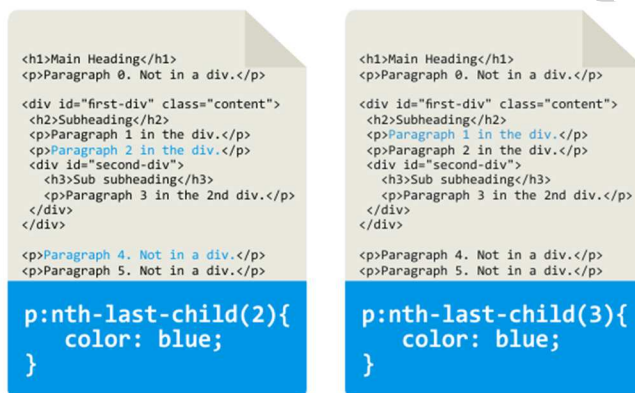 <h1>Main Heading</h1>
<p>Paragraph 0. Not in a div.</p>
<div id="first-div" class="content">
<h2>Subheading</h2>
<p>Paragraph 1 in the div.</p>
<p>Paragraph 2 in the div.</p>
<div id="second-div">
<h3>Sub subheading</h3>
<p>Paragraph 3 in the 2nd div.</p>
</div>
</div>
<p>Paragraph 4. Not in a div.</p>
<p>Paragraph 5. Not in a div.</p>
p:nth-last-child(2){
color: blue;
}
<h1>Main Heading</h1>
<p>Paragraph 0. Not in a div.</p>
<div id="first-div" class="content">
<h2>Subheading</h2>
<p>Paragraph 1 in the div.</p>
<p>Paragraph 2 in the div.</p>
<div id="second-div">
<h3>Sub subheading</h3>
<p>Paragraph 3 in the 2nd div.</p>
</div>
</div>
<p>Paragraph 4. Not in a div.</p>
<p>Paragraph 5. Not in a div.</p>
p:nth-last-child(3){
color: blue;
}